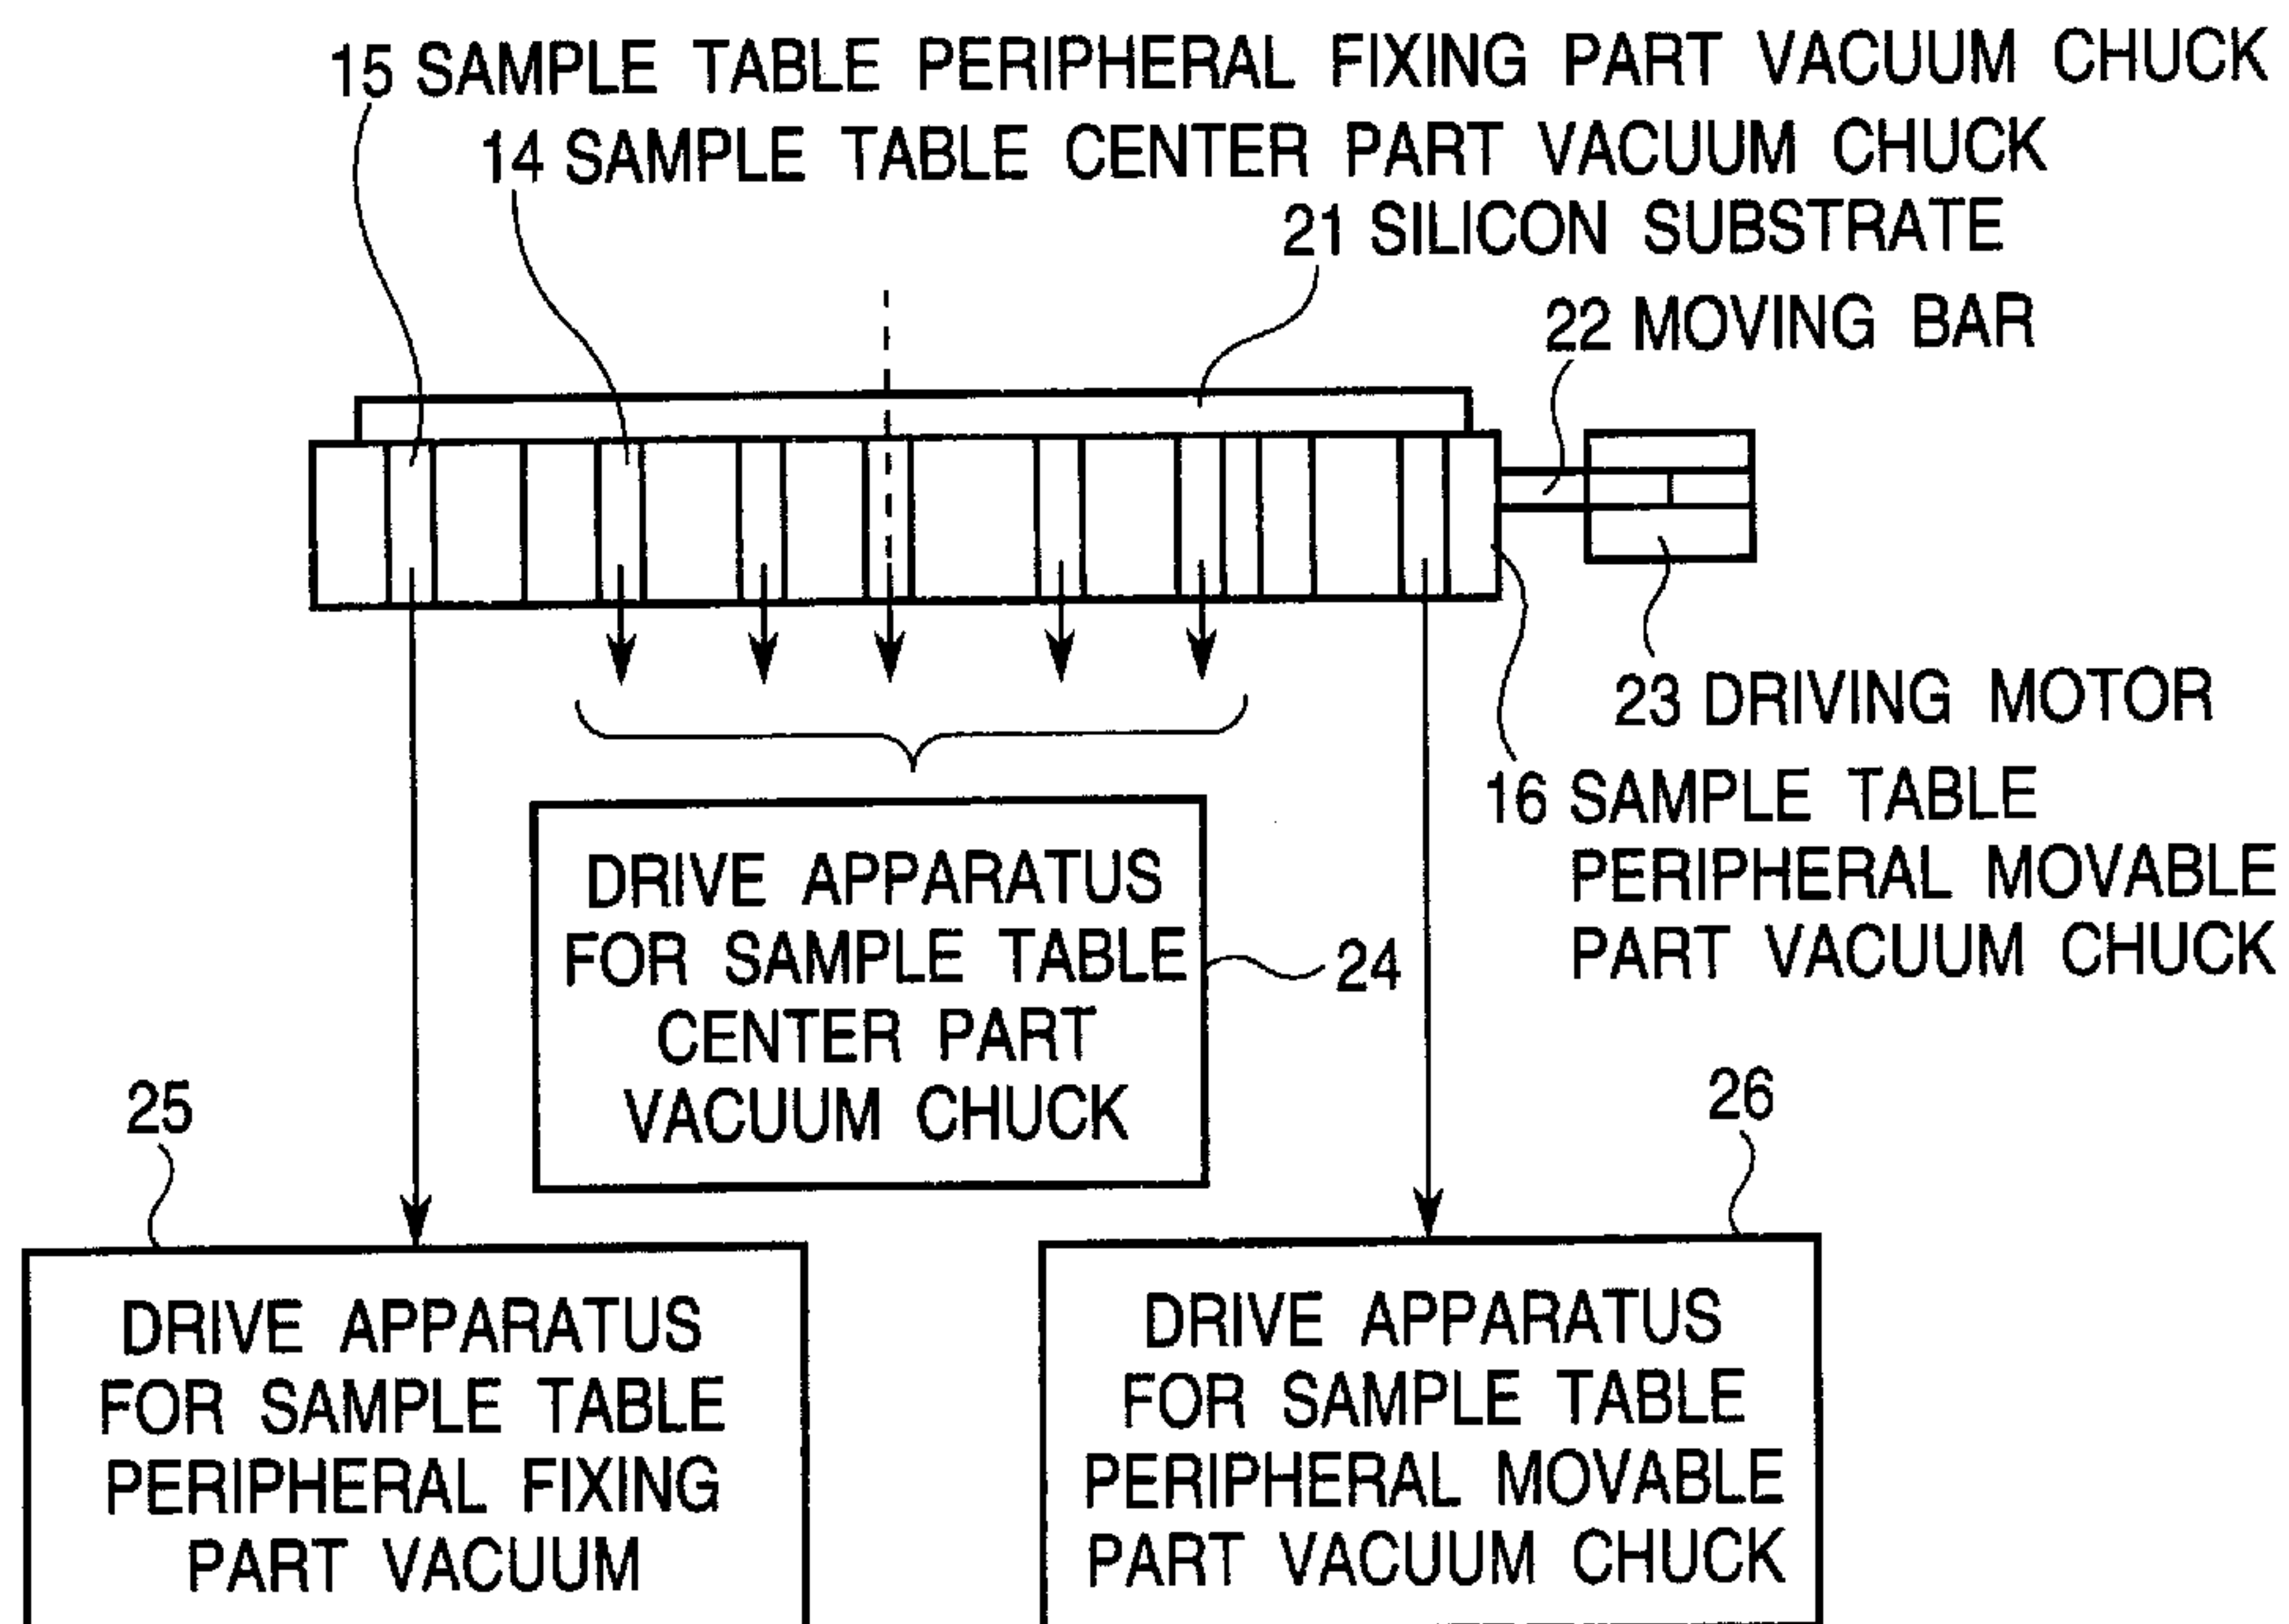 15 SAMPLE TABLE PERIPHERAL FIXING PART VACUUM CHUCK
14 SAMPLE TABLE CENTER PART VACUUM CHUCK
21 SILICON SUBSTRATE
22 MOVING BAR
23 DRIVING MOTOR
16 SAMPLE TABLE
PERIPHERAL MOVABLE
PART VACUUM CHUCK
DRIVE APPARATUS
FOR SAMPLE TABLE
CENTER PART
VACUUM CHUCK
24
25
26
DRIVE APPARATUS
FOR SAMPLE TABLE
PERIPHERAL FIXING
PART VACUUM
DRIVE APPARATUS
FOR SAMPLE TABLE
PERIPHERAL MOVABLE
PART VACUUM CHUCK